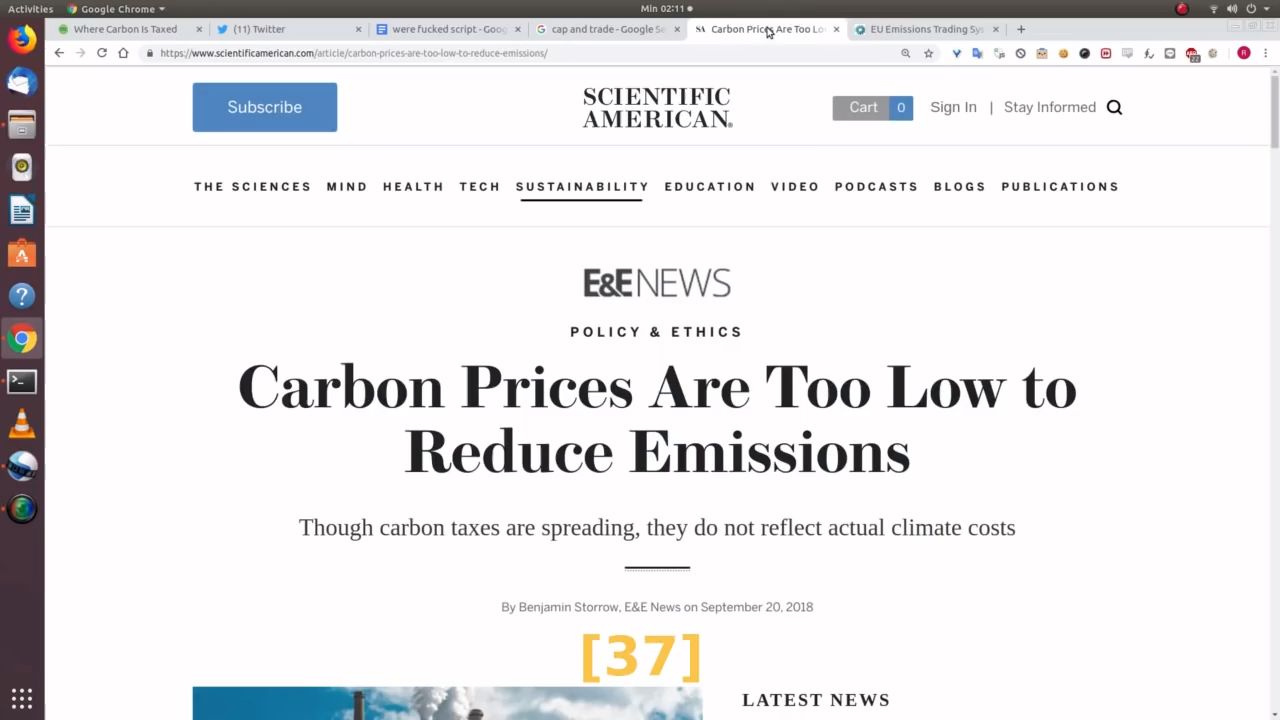 Activities
Google Chrome
Min 02:11
Where Carbon Is Taxed
(11) Twitter
were fucked script - Goog
cap and trade - Google Se
SA
Carbon Prices Are Too Lo
EU Emissions Trading Sys
https://www.scientificamerican.com/article/carbon-prices-are-too-low-to-reduce-emissions/
22
R
Subscribe
SCIENTIFIC
AMERICAN®
Cart 0
Sign In | Stay Informed
THE SCIENCES MIND HEALTH TECH SUSTAINABILITY EDUCATION VIDEO PODCASTS BLOGS PUBLICATIONS
E&E NEWS
POLICY & ETHICS
Carbon Prices Are Too Low to
Reduce Emissions
Though carbon taxes are spreading, they do not reflect actual climate costs
By Benjamin Storrow, E&E News on September 20, 2018
[37]
LATEST NEWS